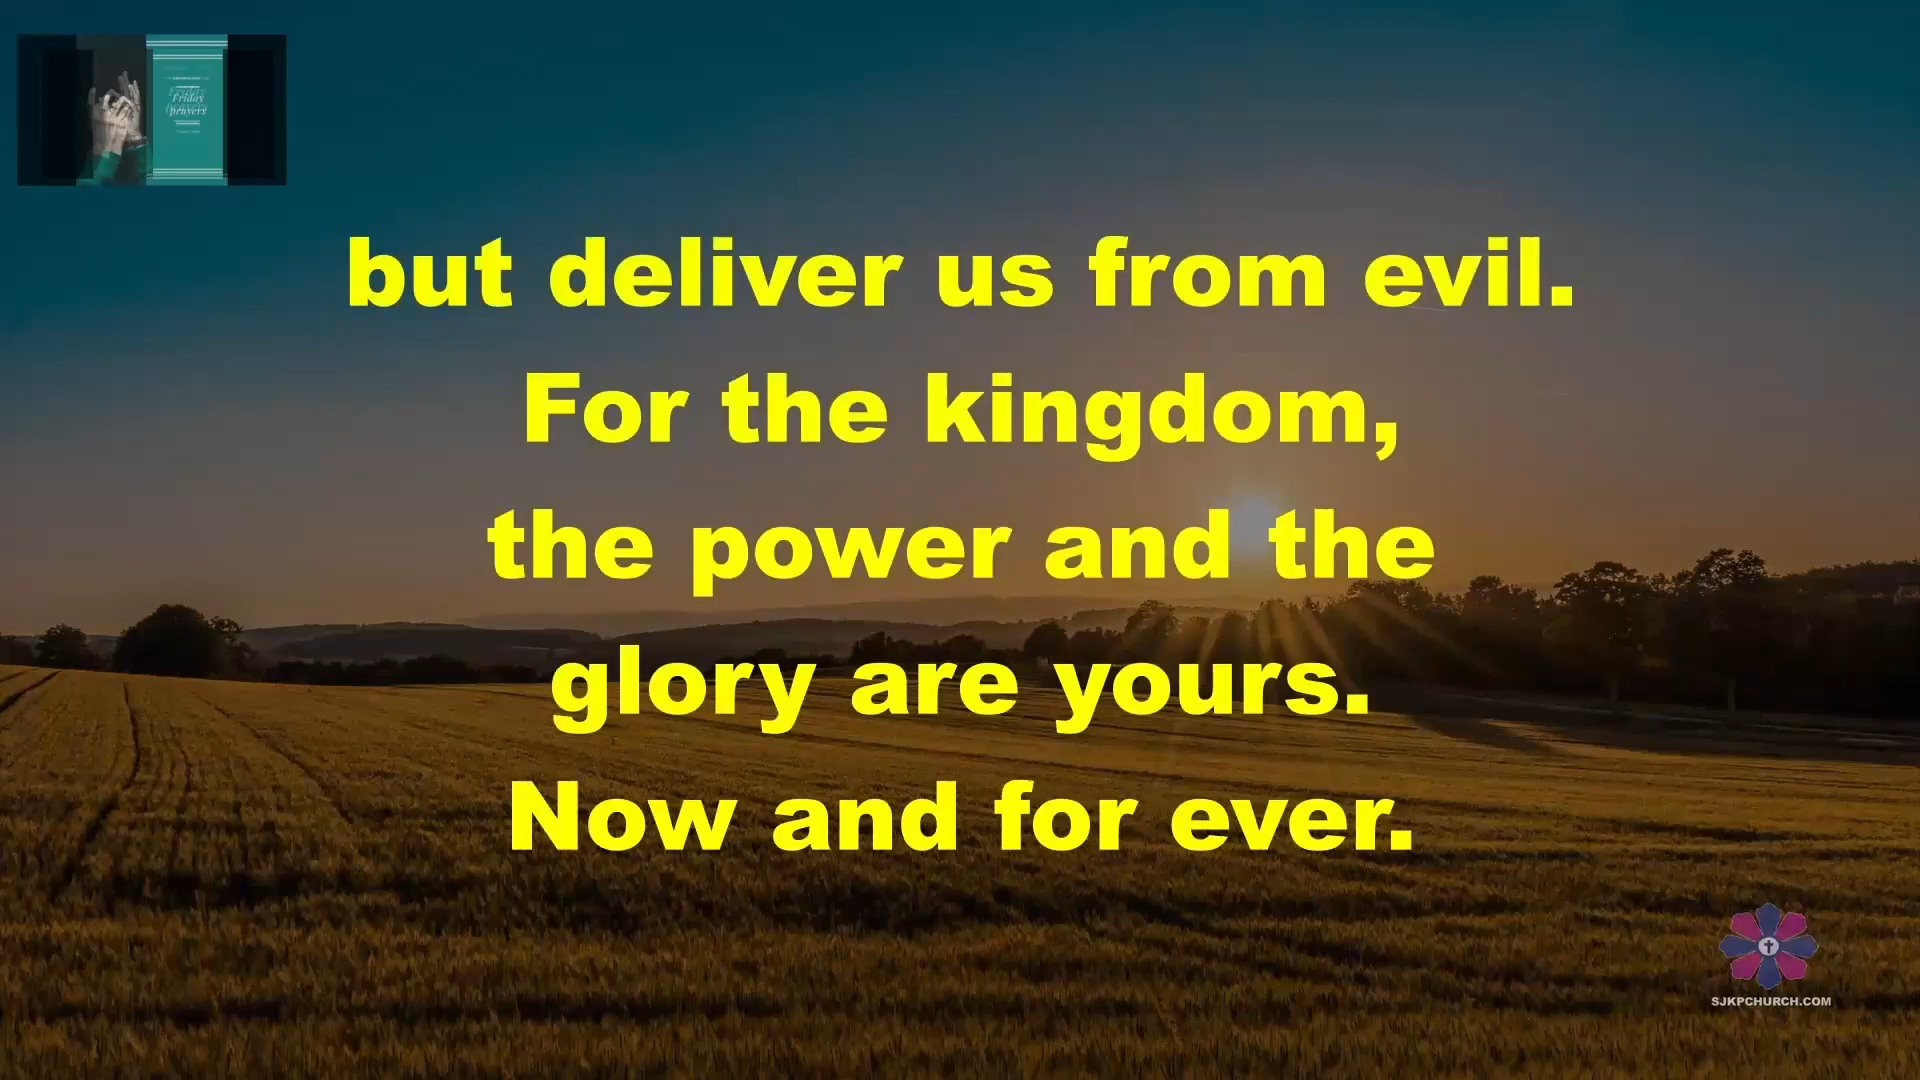 Friday
prayers
but deliver us from evil.
For the kingdom,
the power and the
glory are yours.
Now and for ever.
SJKPCHURCH.COM